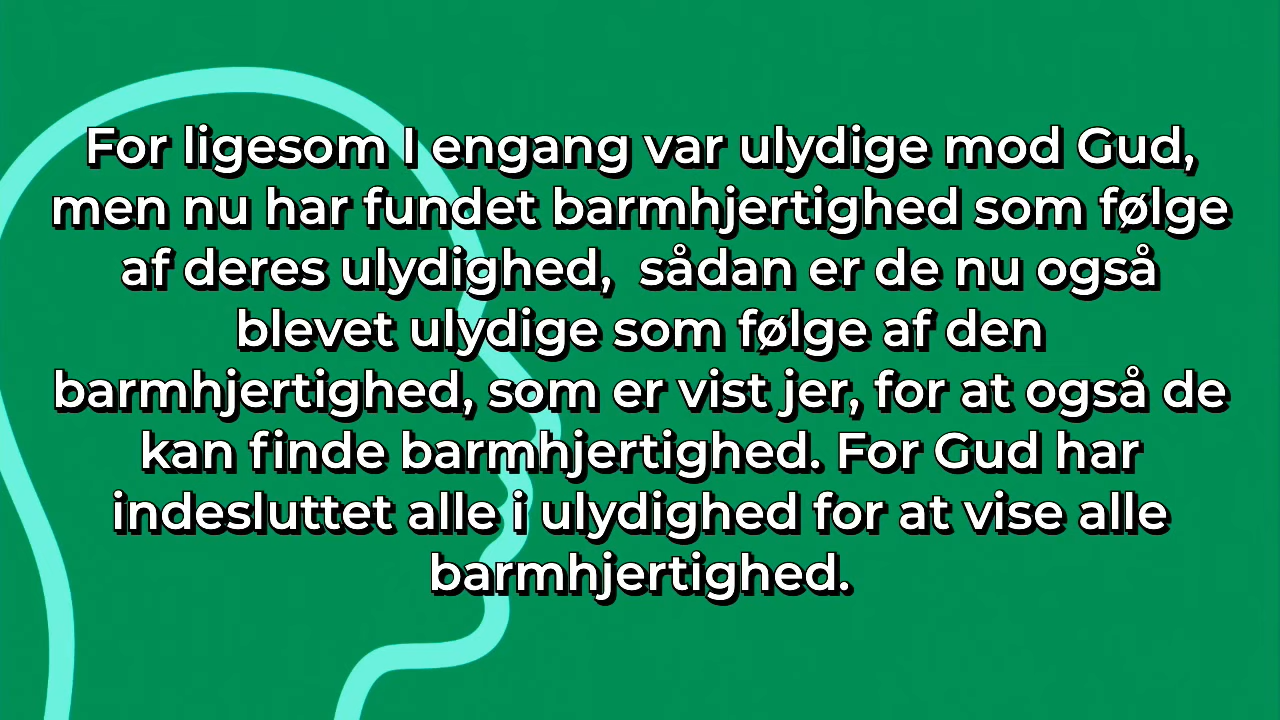 For ligesom I engang var ulydige mod Gud,
men nu har fundet barmhjertighed som følge
af deres ulydighed,  sådan er de nu også
blevet ulydige som følge af den
barmhjertighed, som er vist jer, for at også de
kan finde barmhjertighed. For Gud har
indesluttet alle i ulydighed for at vise alle
barmhjertighed.